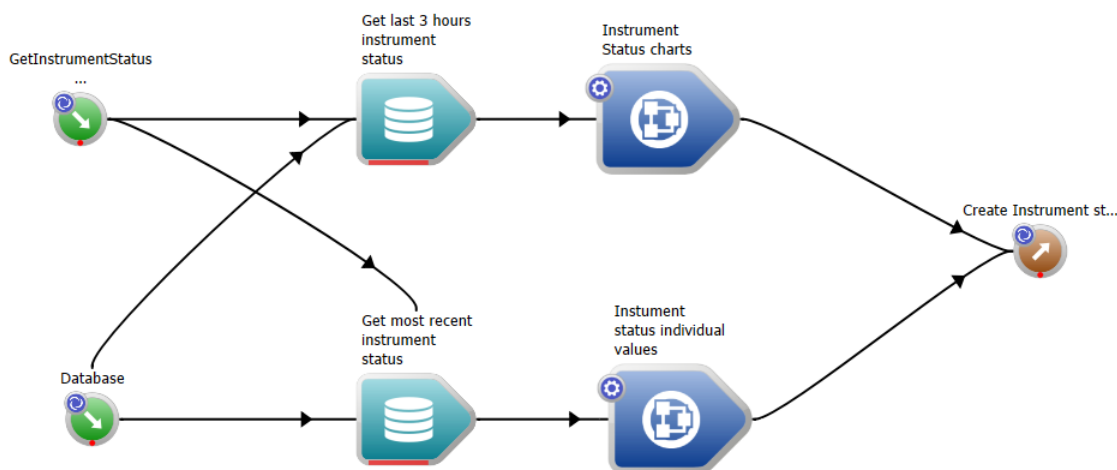 GetInstrumentStatus
...
Get last 3 hours
instrument
status
Instrument
Status charts
Create Instrument st...
Database
Get most recent
instrument
status
Instument
status individual
values